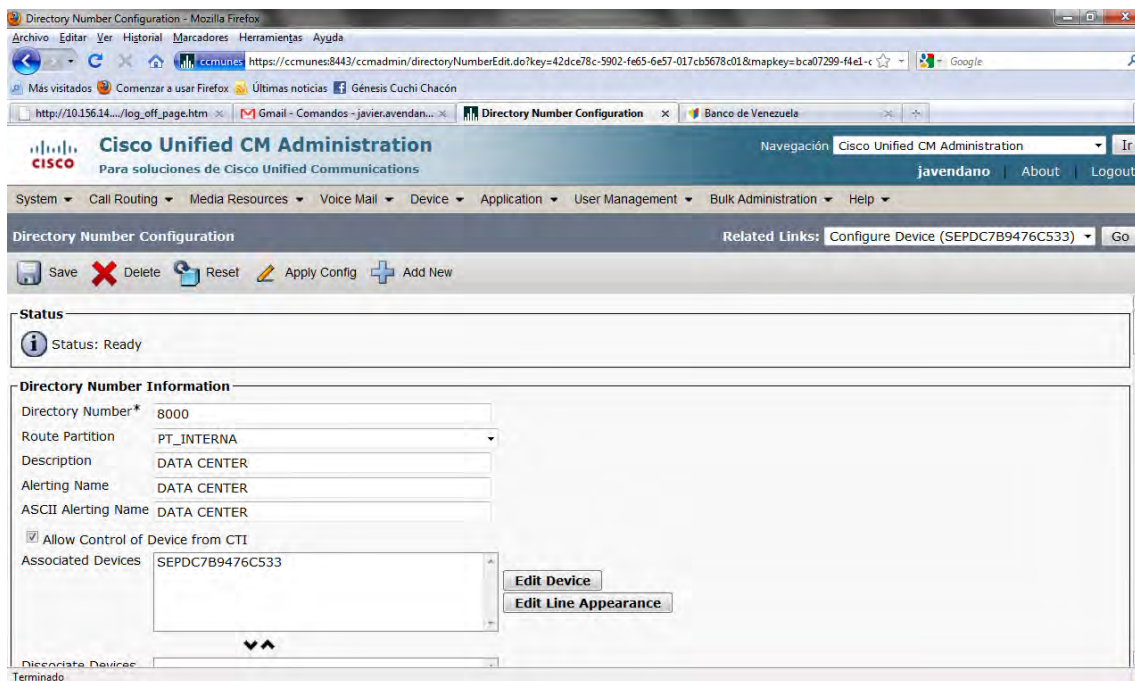 Directory Number Configuration - Mozilla Firefox
Archivo Editar Ver Historial Marcadores Herramientas Ayuda
ccmunes https://ccmunes:8443/ccmadmin/directoryNumberEdit.do?key=42dce78c-5902-fe65-6e57-017cb5678c01&mapkey=bca07299-f4e1-c Google
Más visitados Comenzar a usar Firefox Últimas noticias Génesis Cuchi Chacón
http://10.156.14..../log_off_page.htm Gmail - Comandos - javier.avendan... Directory Number Configuration Banco de Venezuela
CISCO Cisco Unified CM Administration Navegación Cisco Unified CM Administration Ir
Para soluciones de Cisco Unified Communications javendano About Logout
System Call Routing Media Resources Voice Mail Device Application User Management Bulk Administration Help
Directory Number Configuration Related Links: Configure Device (SEPDC7B9476C533) Go
Save Delete Reset Apply Config Add New
Status
Status: Ready
Directory Number Information
Directory Number* 8000
Route Partition PT_INTERNA
Description DATA CENTER
Alerting Name DATA CENTER
ASCII Alerting Name DATA CENTER
Allow Control of Device from CTI
Associated Devices SEPDC7B9476C533
Edit Device
Edit Line Appearance
Dissociate Devices
Terminado